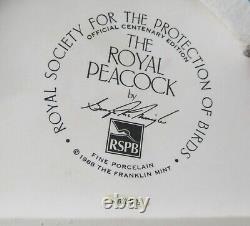 • ROYAL SOCIETY FOR THE PROTECTION OF BIRDS •
OFFICIAL CENTENARY EDITION
THE
ROYAL
PEACOCK
by
RSPB
FINE PORCELAIN
© 1988 THE FRANKLIN MINT